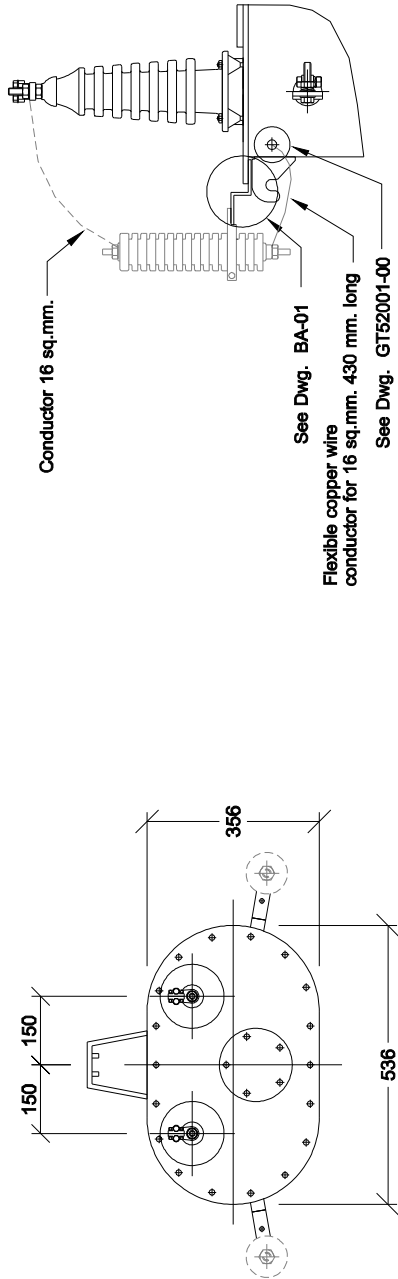 Conductor 16 sq.mm.
See Dwg. BA-01
Flexible copper wire
conductor for 16 sq.mm. 430 mm. long
See Dwg. GT52001-00
150
150
356
536